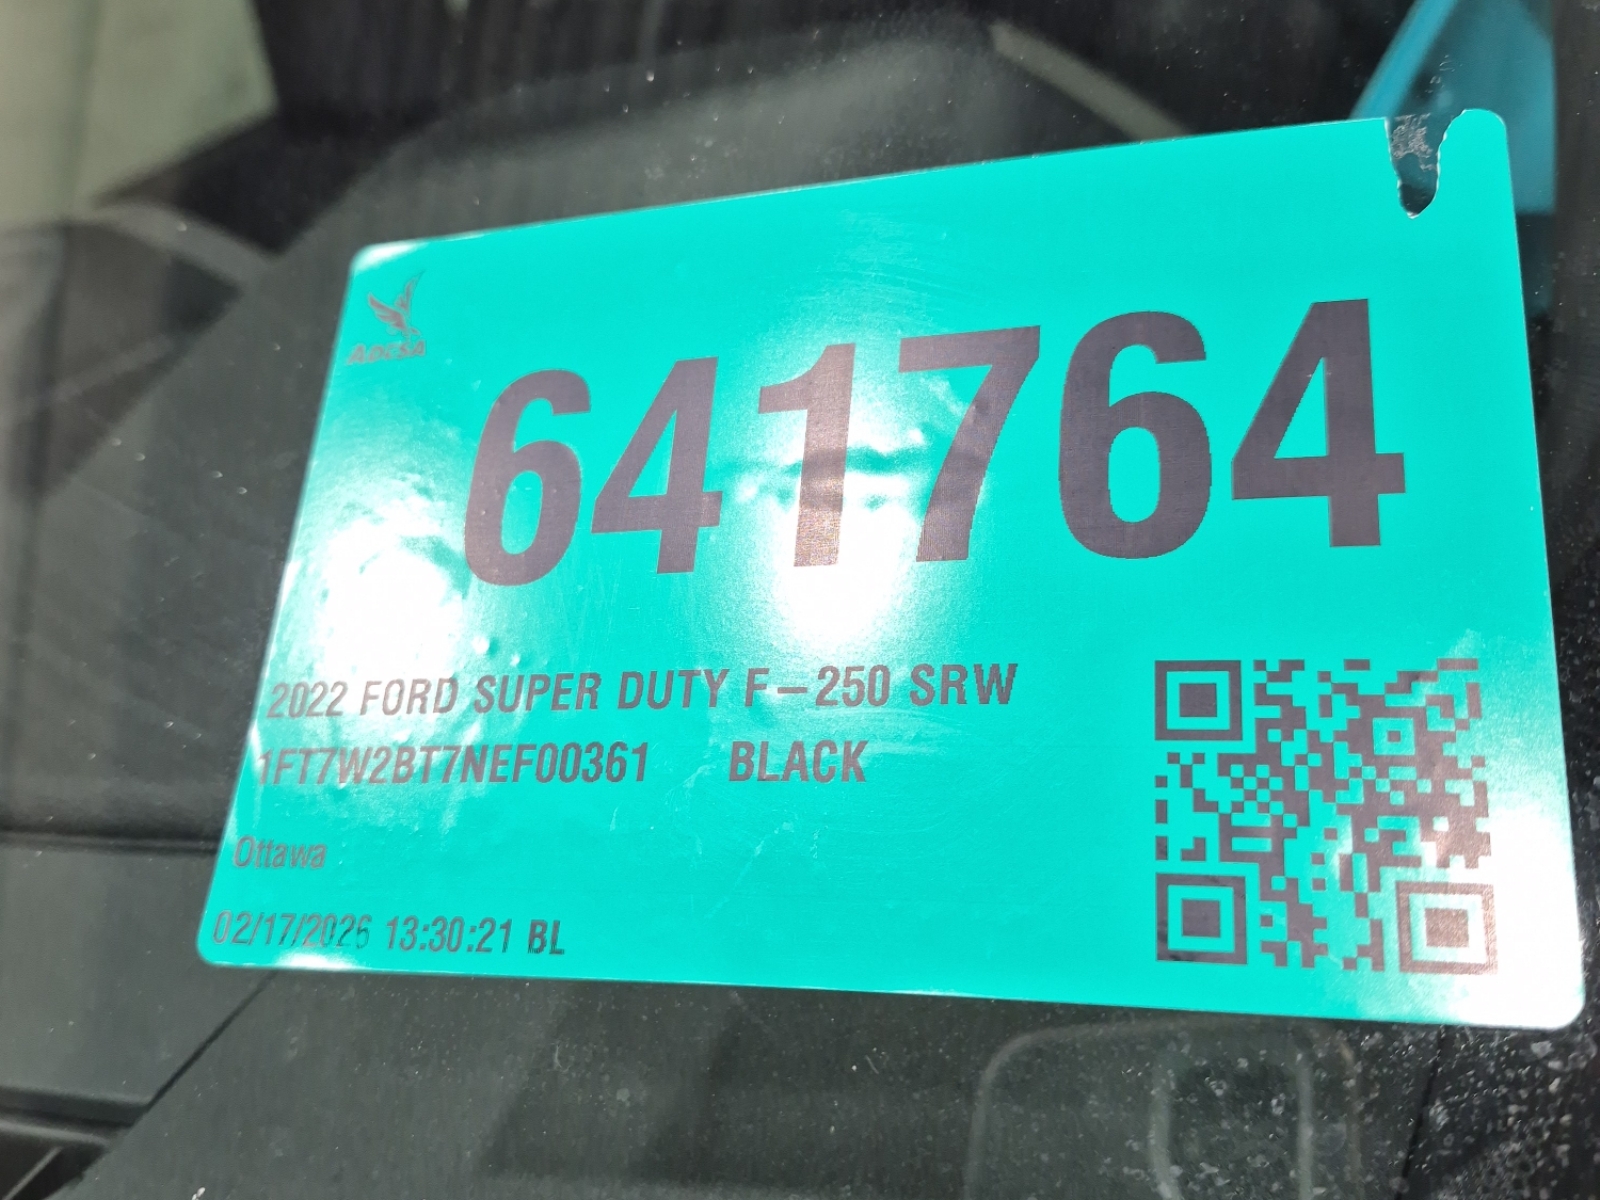 ADESA
641764
2022 FORD SUPER DUTY F-250 SRW
1FT7W2BT7NEF00361 BLACK
Ottawa
02/17/2026 13:30:21 BL